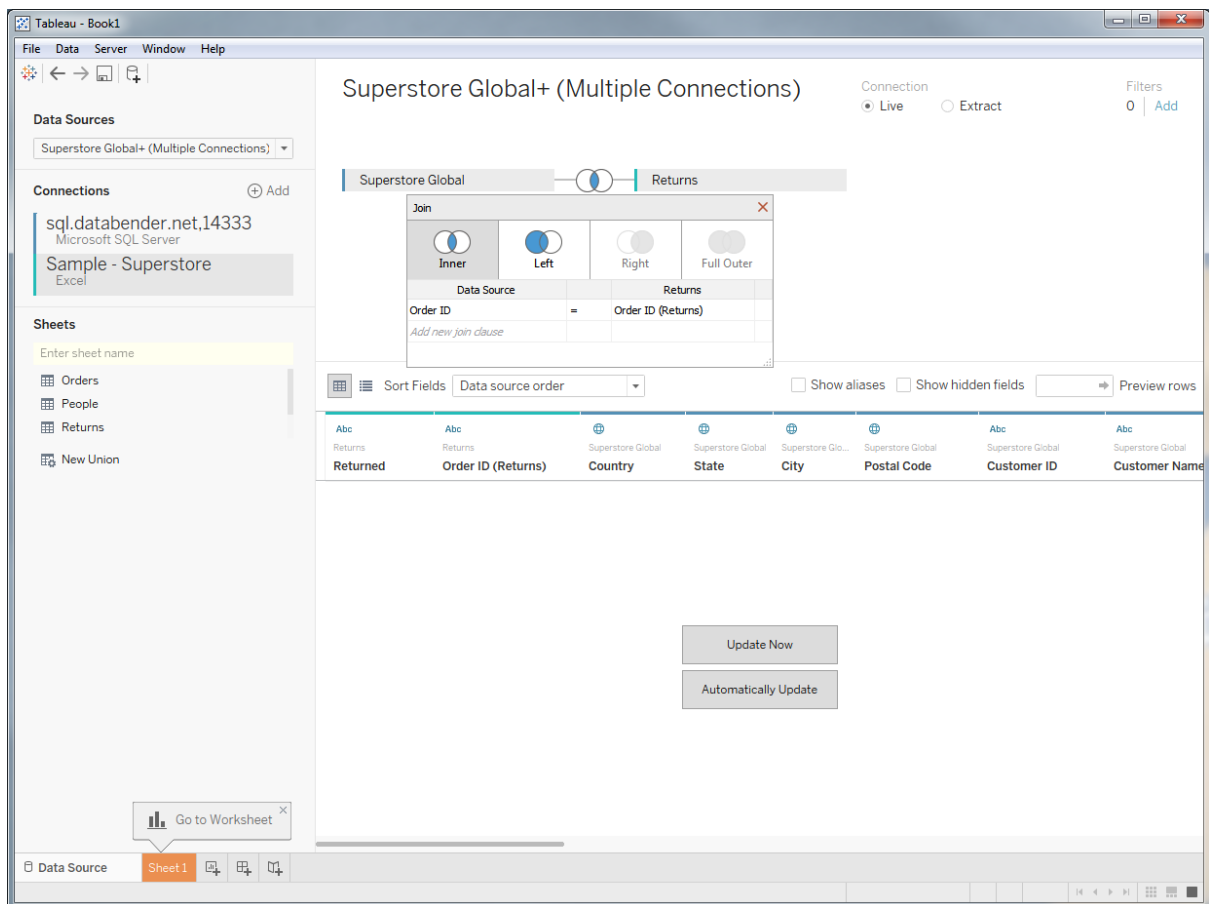 Tableau - Book1
File Data Server Window Help
Data Sources
Superstore Global+ (Multiple Connections)
Connections
Add
sql.databender.net,14333
Microsoft SQL Server
Sample - Superstore
Excel
Sheets
Enter sheet name
Orders
People
Returns
New Union
Superstore Global+ (Multiple Connections)
Connection
Live Extract
Filters
0 Add
Superstore Global Returns
Join
Inner Left Right Full Outer
Data Source Returns
Order ID = Order ID (Returns)
Add new join clause
Sort Fields Data source order Show aliases Show hidden fields Preview rows
Abc Abc Abc Abc
Returns Returns Superstore Global Superstore Global Superstore Glo... Superstore Global Superstore Global Superstore Global
Returned Order ID (Returns) Country State City Postal Code Customer ID Customer Name
Update Now
Automatically Update
Go to Worksheet
Data Source Sheet 1